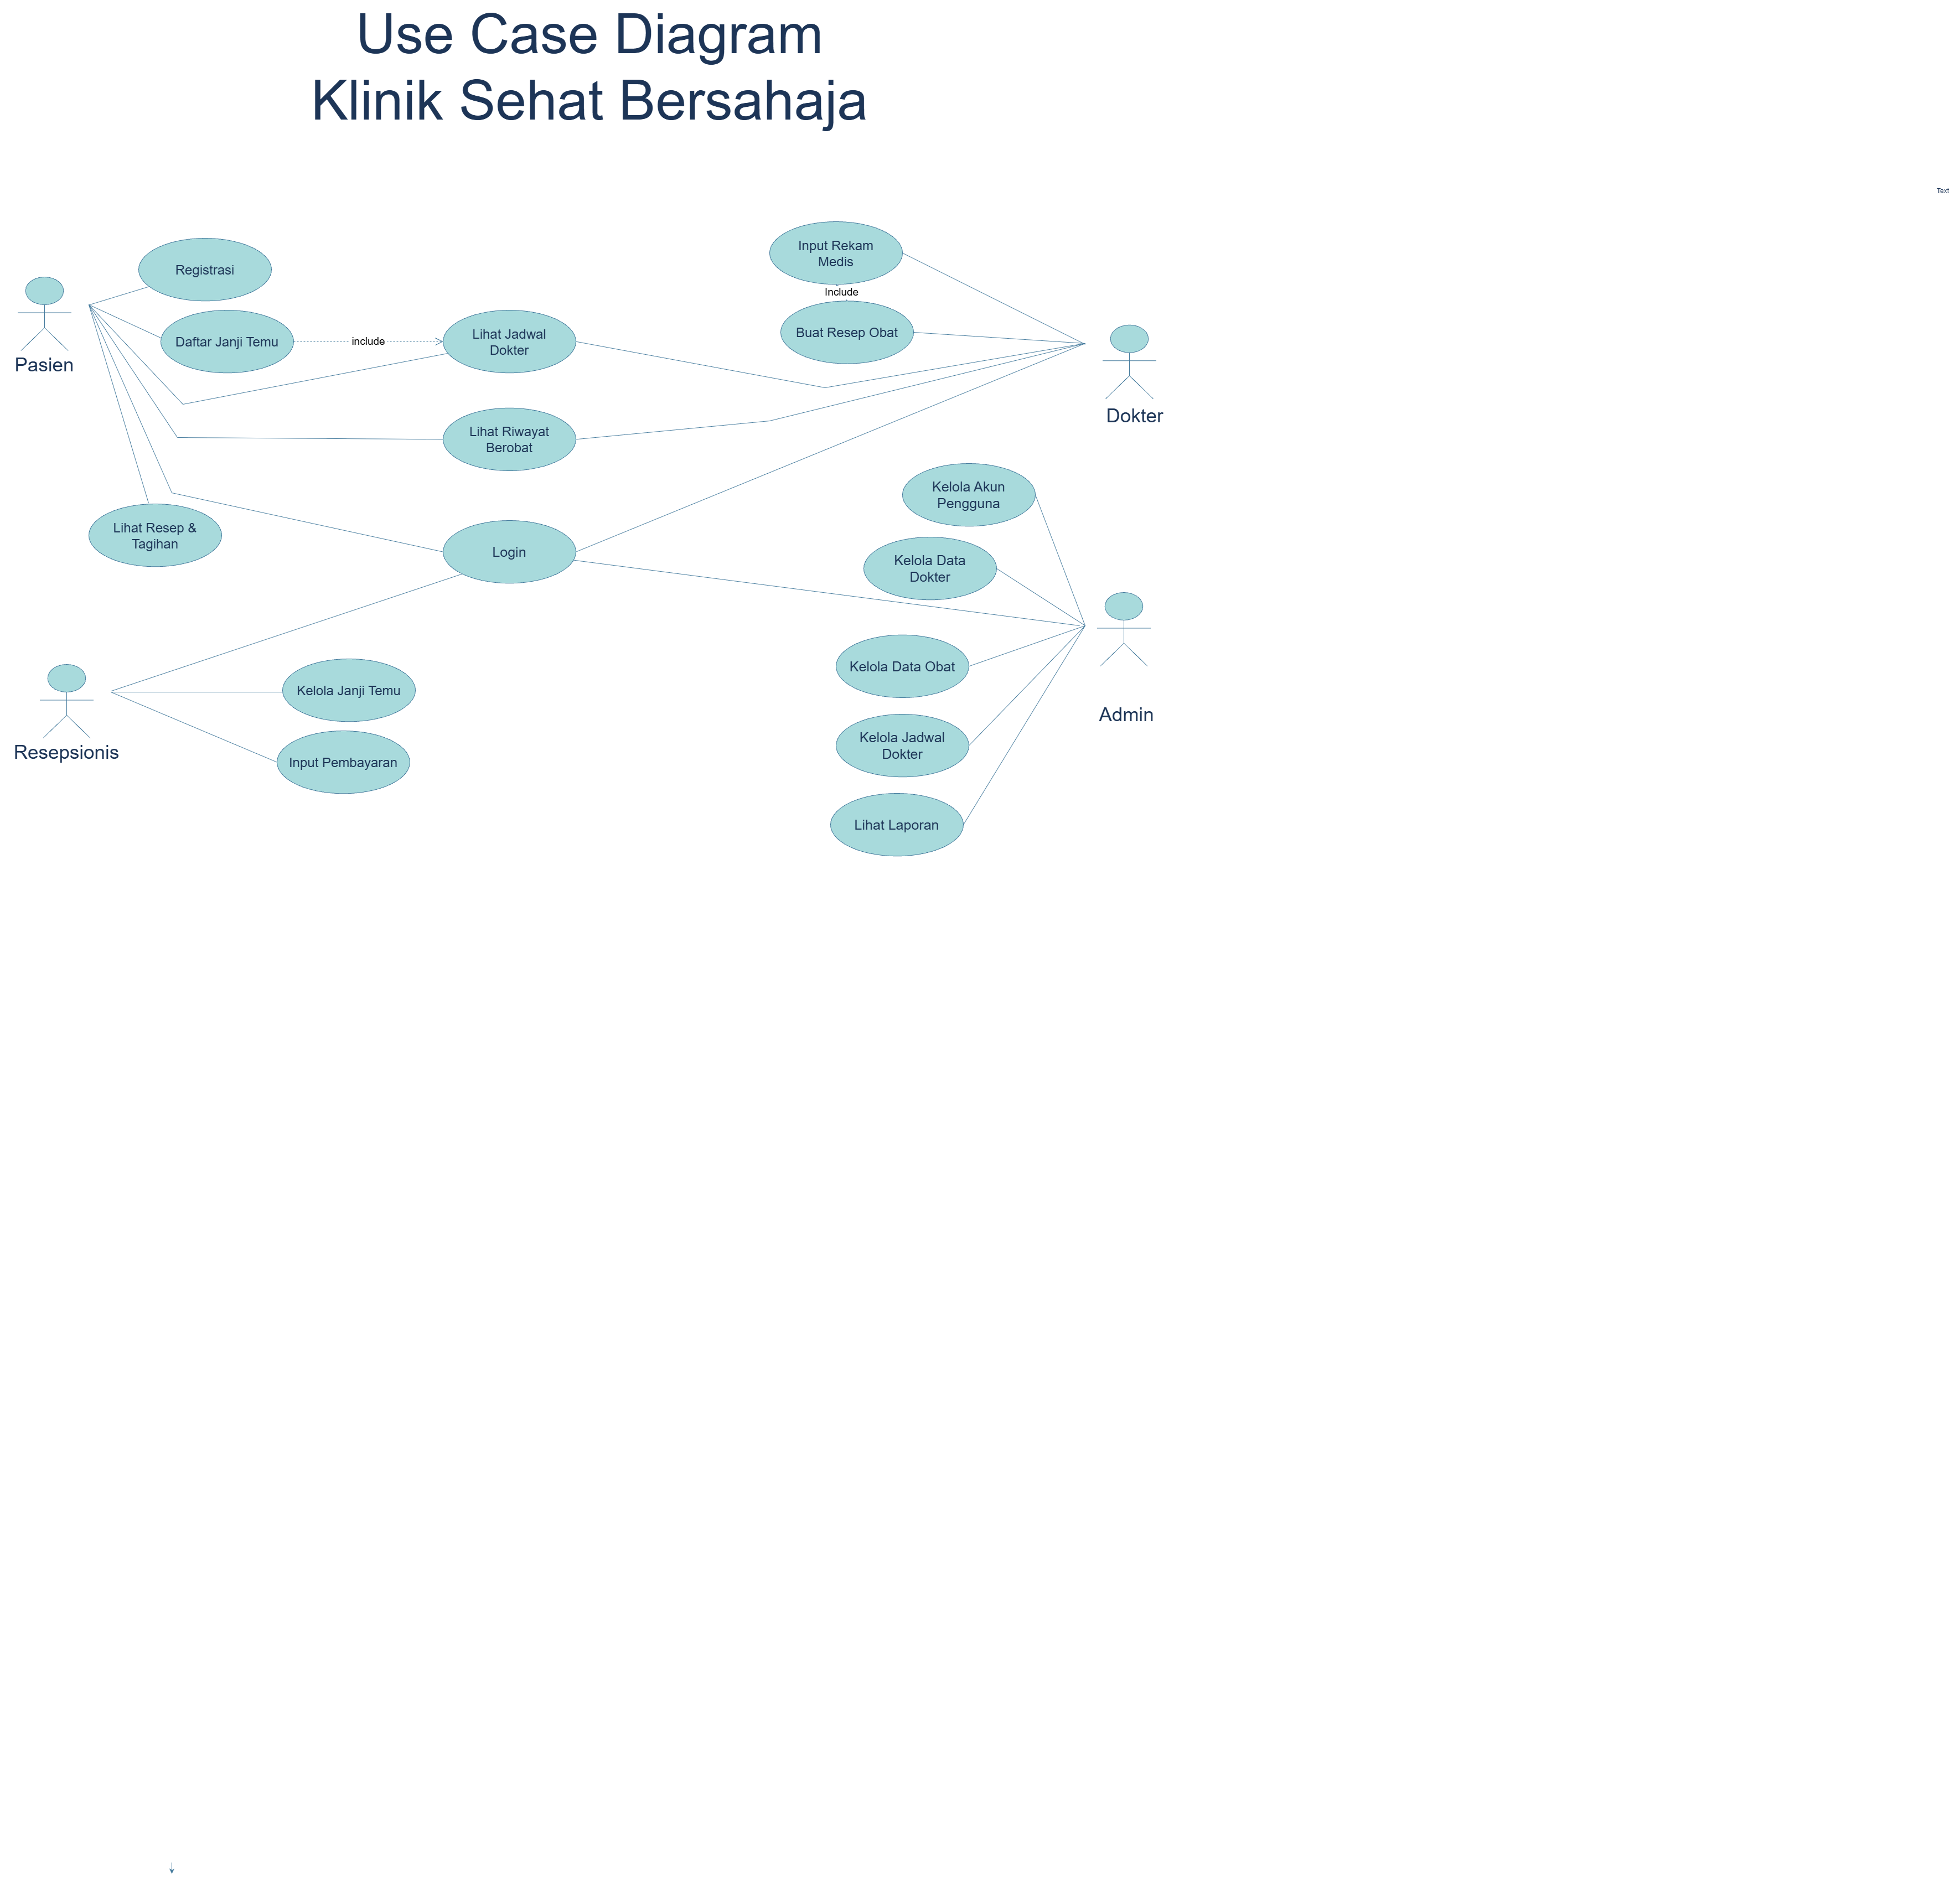 Use Case Diagram
Klinik Sehat Bersahaja
Text
Registrasi
Daftar Janji Temu
include
Lihat Jadwal
Dokter
Pasien
Input Rekam
Medis
Include
Buat Resep Obat
Dokter
Lihat Riwayat
Berobat
Lihat Resep &
Tagihan
Login
Kelola Akun
Pengguna
Kelola Data
Dokter
Kelola Data Obat
Kelola Jadwal
Dokter
Lihat Laporan
Admin
Kelola Janji Temu
Input Pembayaran
Resepsionis